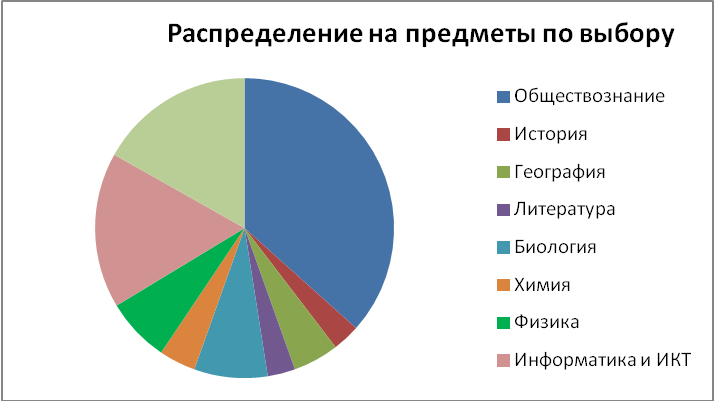 Распределение на предметы по выбору
Обществознание
История
География
Литература
Биология
Химия
Физика
Информатика и ИКТ